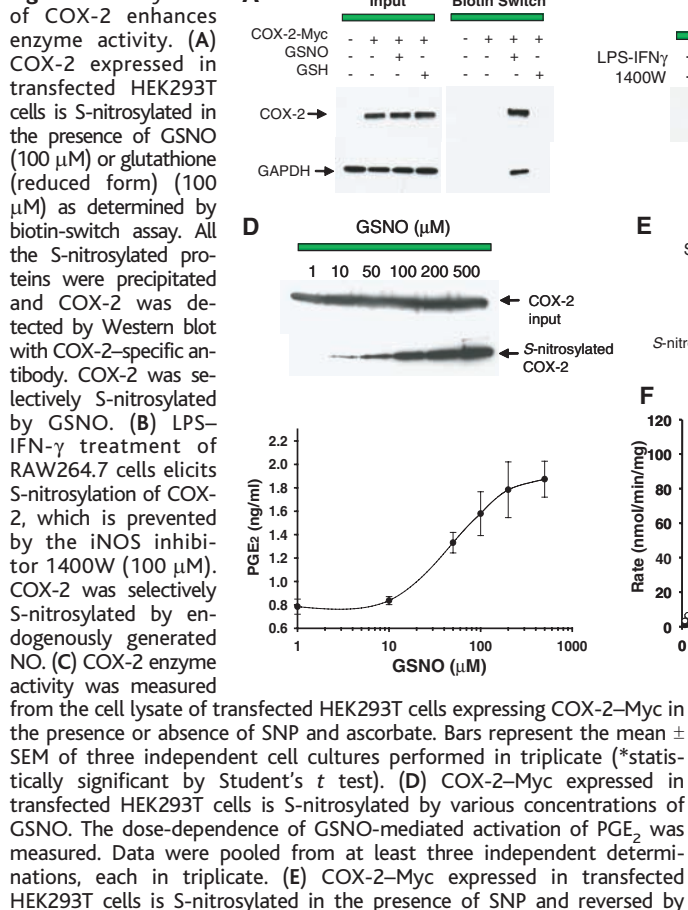 of COX-2 enhances
enzyme activity. (A)
COX-2 expressed in
transfected HEK293T
cells is S-nitrosylated in
the presence of GSNO
(100 μM) or glutathione
(reduced form) (100
μM) as determined by
biotin-switch assay. All
the S-nitrosylated pro-
teins were precipitated
and COX-2 was de-
tected by Western blot
with COX-2–specific an-
tibody. COX-2 was se-
lectively S-nitrosylated
by GSNO. (B) LPS–
IFN-γ treatment of
RAW264.7 cells elicits
S-nitrosylation of COX-
2, which is prevented
by the iNOS inhibi-
tor 1400W (100 μM).
COX-2 was selectively
S-nitrosylated by en-
dogenously generated
NO. (C) COX-2 enzyme
activity was measured
from the cell lysate of transfected HEK293T cells expressing COX-2–Myc in
the presence or absence of SNP and ascorbate. Bars represent the mean ±
SEM of three independent cell cultures performed in triplicate (*statis-
tically significant by Student's t test). (D) COX-2–Myc expressed in
transfected HEK293T cells is S-nitrosylated by various concentrations of
GSNO. The dose-dependence of GSNO-mediated activation of PGE2 was
measured. Data were pooled from at least three independent determi-
nations, each in triplicate. (E) COX-2–Myc expressed in transfected
HEK293T cells is S-nitrosylated in the presence of SNP and reversed by
Input Biotin Switch
COX-2-Myc - + + + - + + +
GSNO - - + - - +
GSH - - + - - +
COX-2
GAPDH
LPS-IFNγ -
1400W -
D
GSNO (μM)
1 10 50 100 200 500
COX-2
input
S-nitrosylated
COX-2
PGE2 (ng/ml)
2.2
2.0
1.8
1.6
1.4
1.2
1.0
0.8
0.6
1 10 100 1000
GSNO (μM)
E
S
S-nitro
F
Rate (nmol/min/mg)
120
100
80
60
40
20
0
0